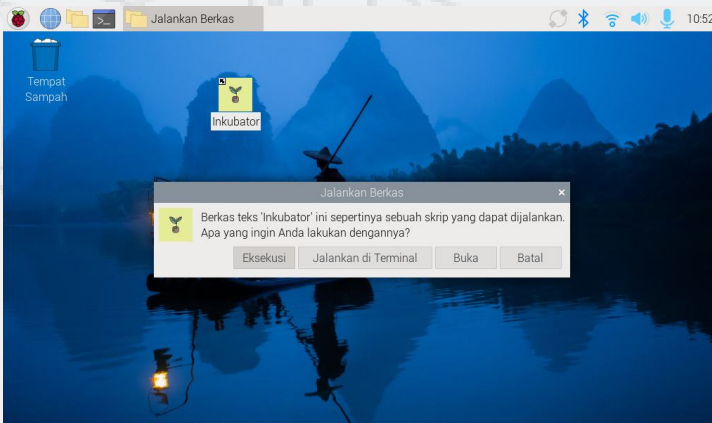 Jalankan Berkas
10:52
Tempat
Sampah
Inkubator
Jalankan Berkas
Berkas teks 'Inkubator' ini sepertinya sebuah skrip yang dapat dijalankan.
Apa yang ingin Anda lakukan dengannya?
Eksekusi
Jalankan di Terminal
Buka
Batal